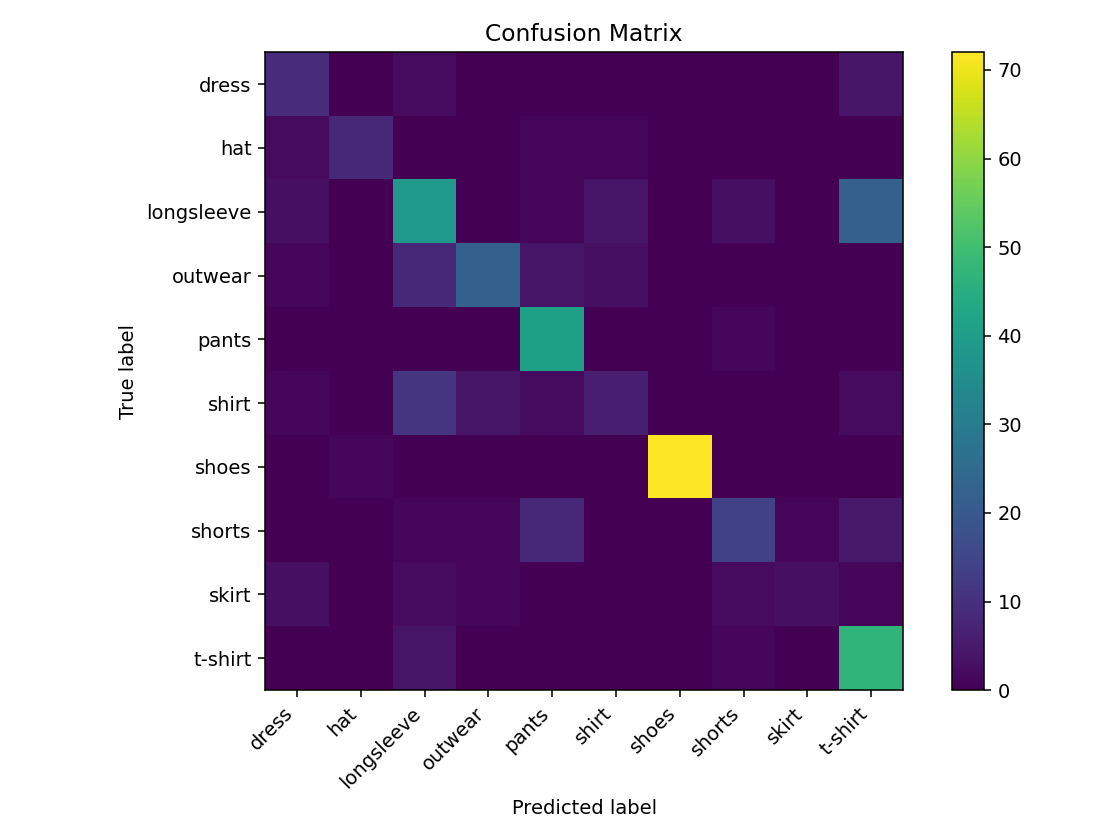 Confusion Matrix
dress
hat
longsleeve
outwear
pants
shirt
shoes
shorts
skirt
t-shirt
True label
dress
hat
longsleeve
outwear
pants
shirt
shoes
shorts
skirt
t-shirt
Predicted label
70
60
50
40
30
20
10
0